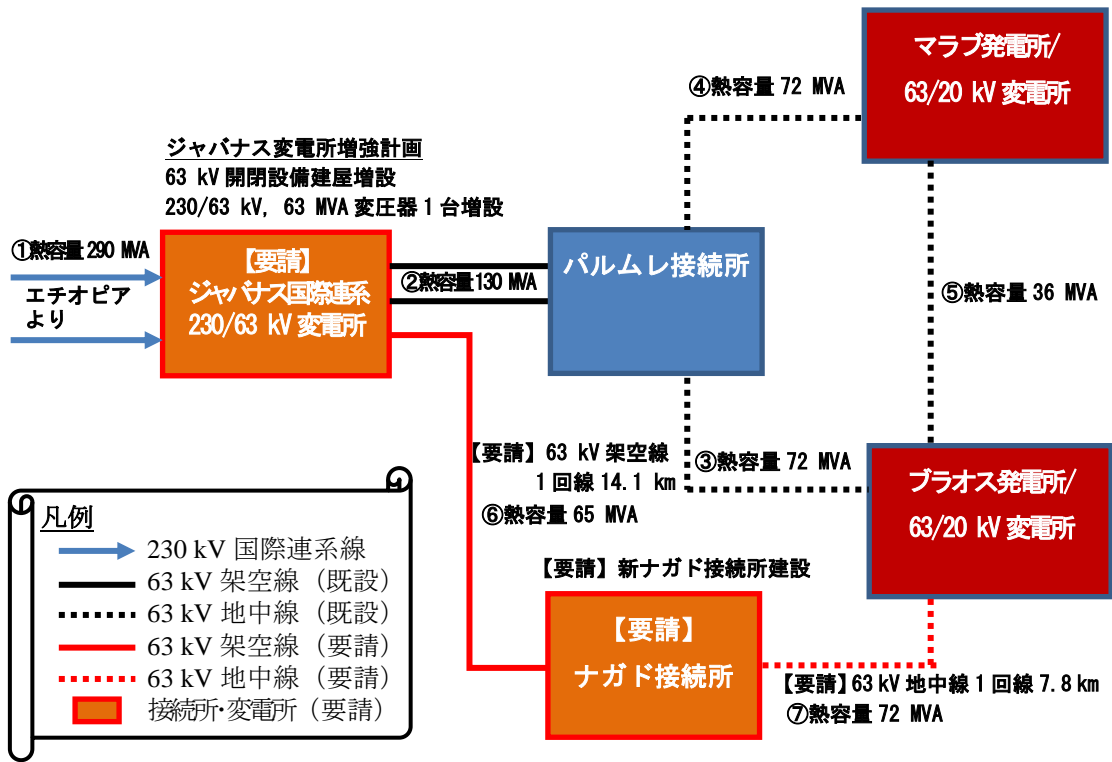 マラブ発電所/
63/20 kV 変電所
④熱容量 72 MVA
ジャバナス変電所増強計画
63 kV 開閉設備建屋増設
230/63 kV, 63 MVA 変圧器 1 台増設
①熱容量 290 MVA
エチオピア
より
【要請】
ジャバナス国際連系
230/63 kV 変電所
②熱容量 130 MVA
パルムレ接続所
⑤熱容量 36 MVA
【要請】63 kV 架空線
1 回線 14.1 km
⑥熱容量 65 MVA
③熱容量 72 MVA
ブラオス発電所/
63/20 kV 変電所
【要請】新ナガド接続所建設
【要請】
ナガド接続所
【要請】63 kV 地中線 1 回線 7.8 km
⑦熱容量 72 MVA
凡例
230 kV 国際連系線
63 kV 架空線（既設）
63 kV 地中線（既設）
63 kV 架空線（要請）
63 kV 地中線（要請）
接続所・変電所（要請）